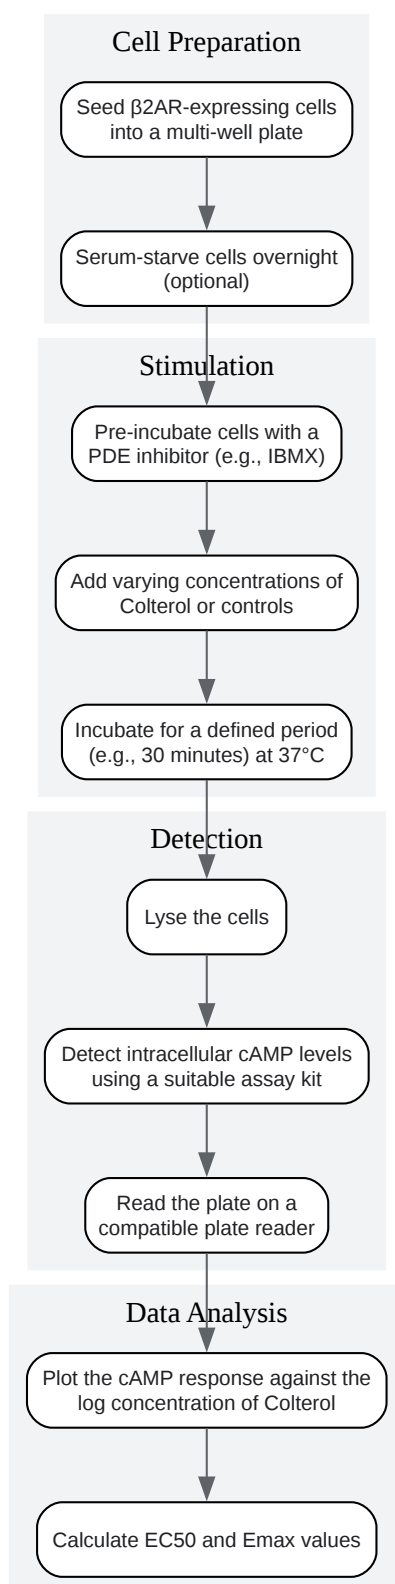 Cell Preparation
Seed β2AR-expressing cells
into a multi-well plate
Serum-starve cells overnight
(optional)
Stimulation
Pre-incubate cells with a
PDE inhibitor (e.g., IBMX)
Add varying concentrations of
Colterol or controls
Incubate for a defined period
(e.g., 30 minutes) at 37°C
Detection
Lyse the cells
Detect intracellular cAMP levels
using a suitable assay kit
Read the plate on a
compatible plate reader
Data Analysis
Plot the cAMP response against the
log concentration of Colterol
Calculate EC50 and Emax values